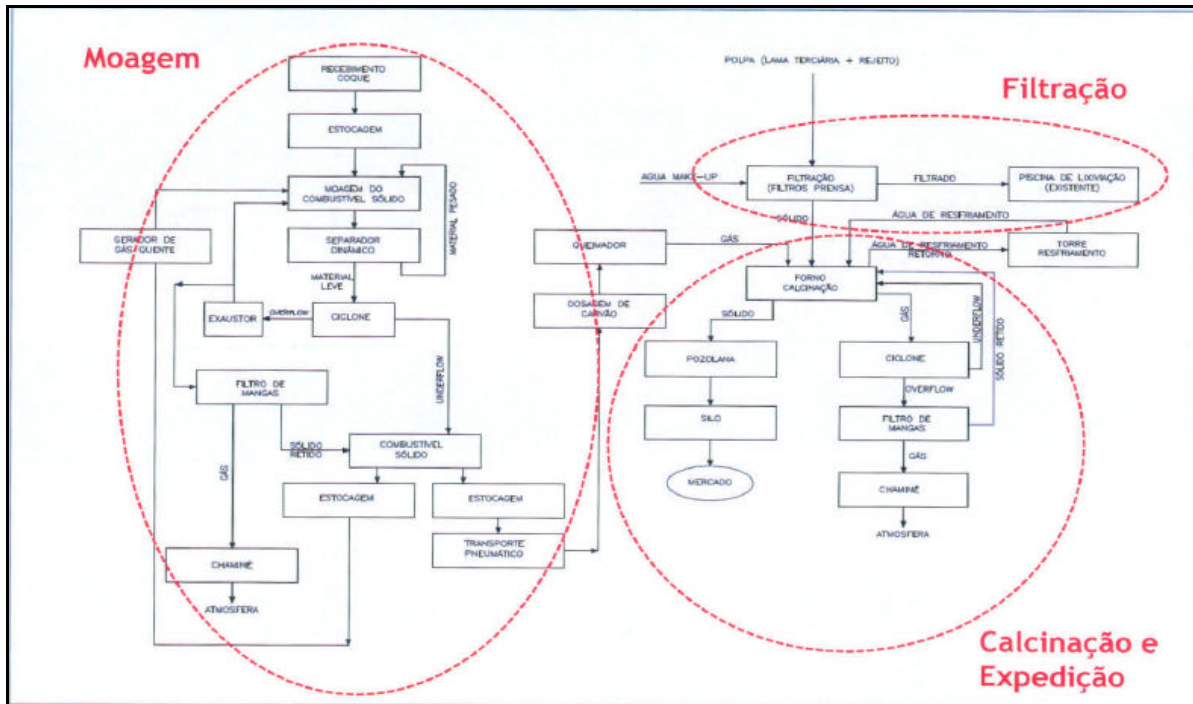 Moagem
RECEBIMENTO
COQUE
ESTOCAGEM
MOAGEM DO
COMBUSTÍVEL SÓLIDO
MATERIAL PESADO
GERADOR DE
GÁS QUENTE
SEPARADOR
DINÂMICO
MATERIAL
LEVE
EXAUSTOR
OVERFLOW
CICLONE
UNDERFLOW
FILTRO DE
MANGAS
SÓLIDO
RETIDO
GÁS
COMBUSTÍVEL
SÓLIDO
ESTOCAGEM
ESTOCAGEM
TRANSPORTE
PNEUMÁTICO
CHAMINÉ
ATMOSFERA
POLPA (LAMA TERCIÁRIA + REJEITO)
Filtração
ÁGUA MAKE-UP
FILTRAÇÃO
(FILTROS PRENSA)
FILTRADO
PISCINA DE LIXIVIAÇÃO
(EXISTENTE)
SÓLIDO
ÁGUA DE RESFRIAMENTO
QUEIMADOR
GÁS
ÁGUA DE RESFRIAMENTO
RETORNO
TORRE
RESFRIAMENTO
FORNO
CALCINAÇÃO
DOSAGEM DE
CARVÃO
SÓLIDO
GÁS
UNDERFLOW
SÓLIDO RETIDO
POZOLANA
CICLONE
OVERFLOW
SILO
FILTRO DE
MANGAS
GÁS
MERCADO
CHAMINÉ
ATMOSFERA
Calcinação e
Expedição